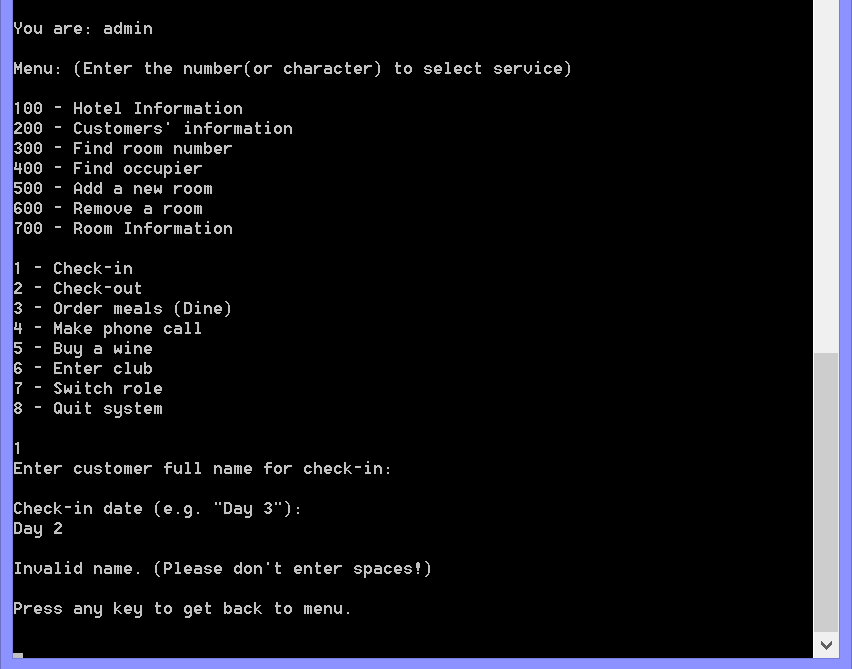 You are: admin
Menu: (Enter the number(or character) to select service)
100 - Hotel Information
200 - Customers' information
300 - Find room number
400 - Find occupier
500 - Add a new room
600 - Remove a room
700 - Room Information
1 - Check-in
2 - Check-out
3 - Order meals (Dine)
4 - Make phone call
5 - Buy a wine
6 - Enter club
7 - Switch role
8 - Quit system
1
Enter customer full name for check-in:
Check-in date (e.g. "Day 3"):
Day 2
Invalid name. (Please don't enter spaces!)
Press any key to get back to menu.